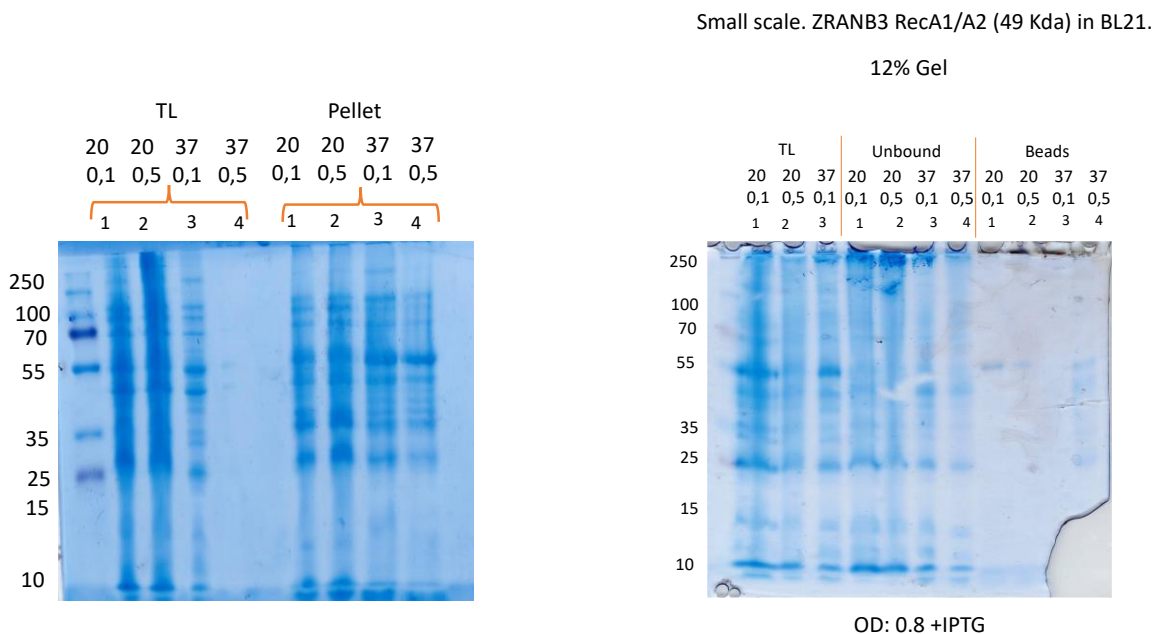 Small scale. ZRANB3 RecA1/A2 (49 Kda) in BL21.
12% Gel
TL Pellet
20 20 37 37 20 20 37 37
0,1 0,5 0,1 0,5 0,1 0,5 0,1 0,5
1 2 3 4 1 2 3 4
250
100
70
55
35
25
15
10
TL Unbound Beads
20 20 37 20 20 37 37 20 20 37 37
0,1 0,5 0,1 0,1 0,5 0,1 0,5 0,1 0,5 0,1 0,5
1 2 3 1 2 3 4 1 2 3 4
250
100
70
55
35
25
15
10
OD: 0.8 +IPTG